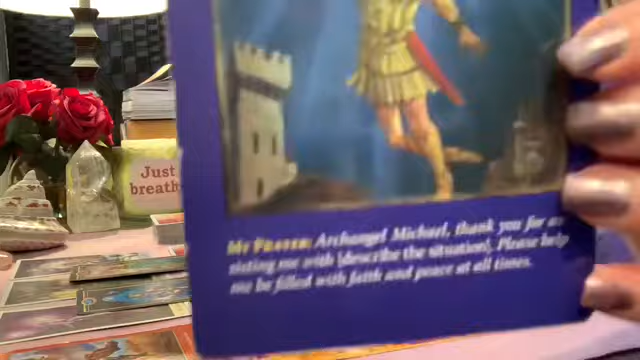 Just
breath
My Prayer: Archangel Michael, thank you for as-
sisting me with [describe the situation]. Please help
me be filled with faith and peace at all times.